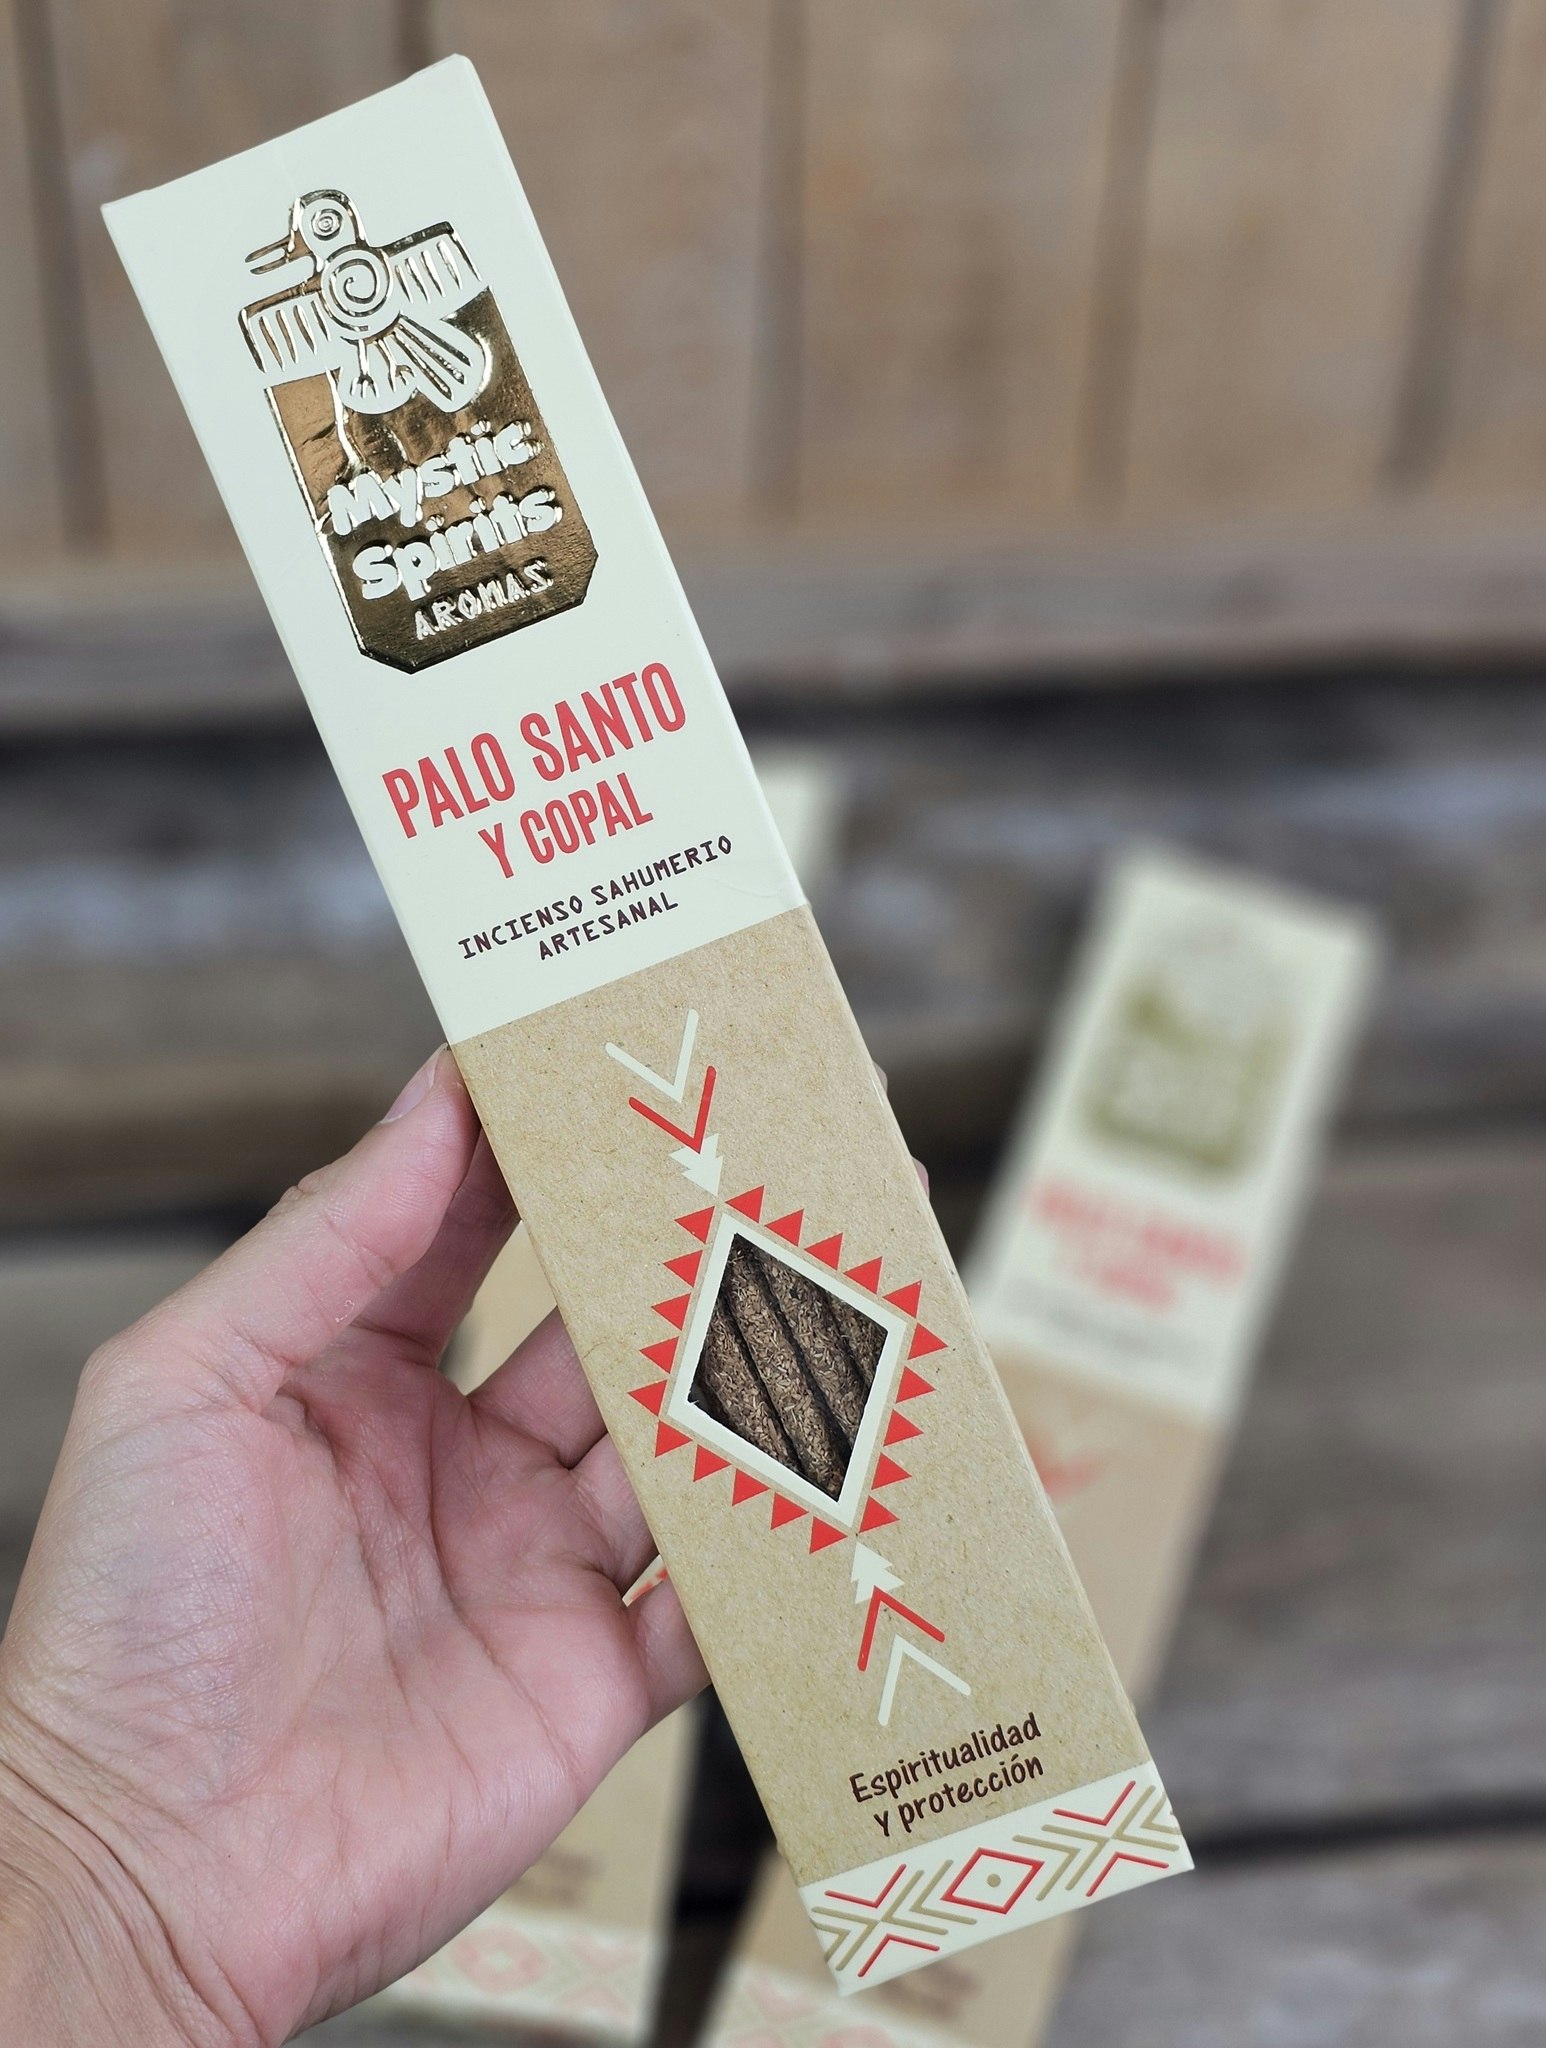 Mystic
Spirits
AROMAS
PALO SANTO
Y COPAL
INCIENSO SAHUMERIO
ARTESANAL
Espiritualidad
y protección